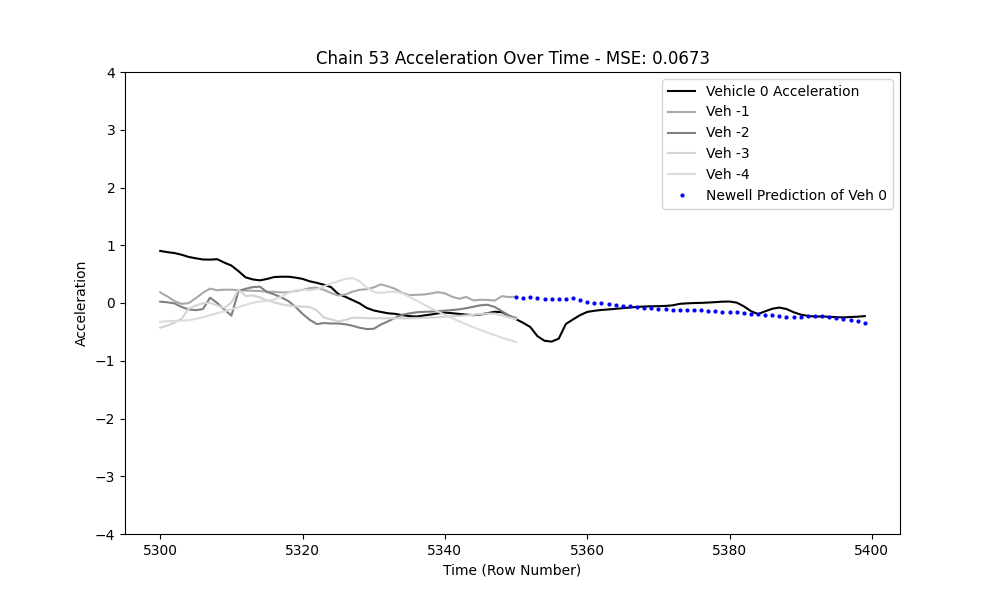 Chain 53 Acceleration Over Time - MSE: 0.0673
Vehicle 0 Acceleration
Veh -1
Veh -2
Veh -3
Veh -4
Newell Prediction of Veh 0
Acceleration
4
3
2
1
0
−1
−2
−3
−4
5300
5320
5340
5360
5380
5400
Time (Row Number)